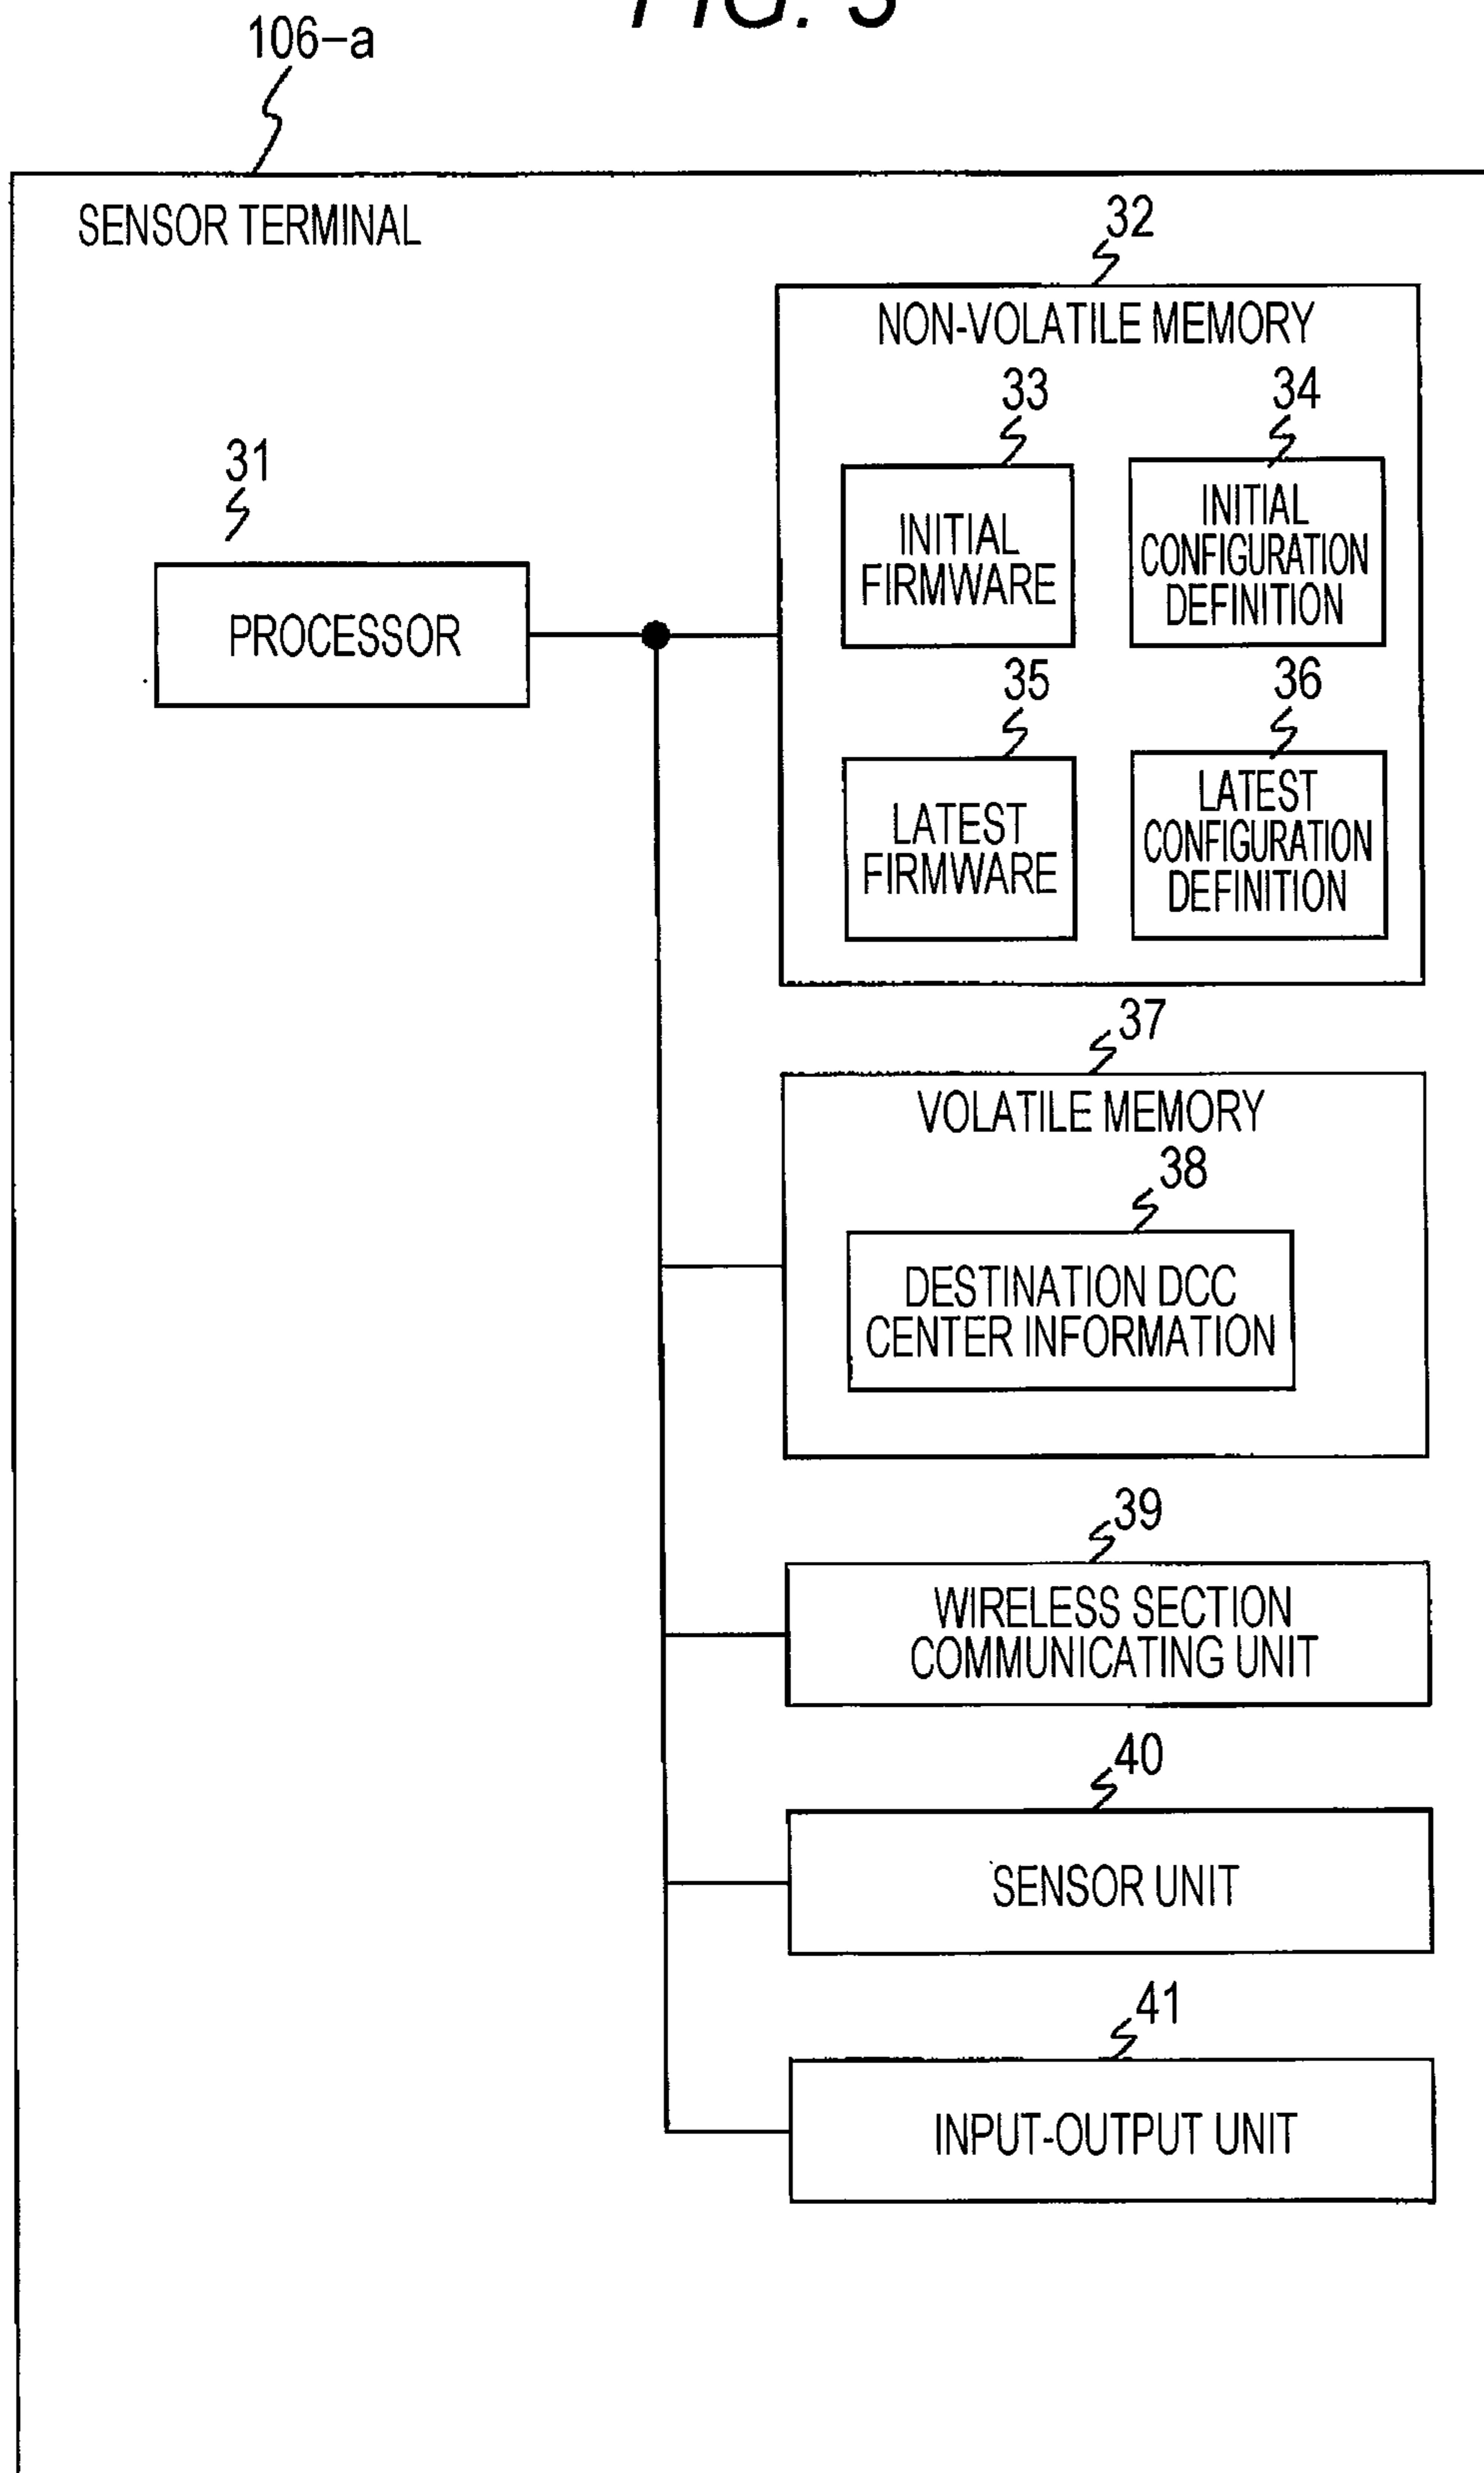 FIG. 3
106-a
SENSOR TERMINAL
32
NON-VOLATILE MEMORY
33
34
31
INITIAL
FIRMWARE
INITIAL
CONFIGURATION
DEFINITION
PROCESSOR
35
36
LATEST
FIRMWARE
LATEST
CONFIGURATION
DEFINITION
37
VOLATILE MEMORY
38
DESTINATION DCC
CENTER INFORMATION
39
WIRELESS SECTION
COMMUNICATING UNIT
40
SENSOR UNIT
41
INPUT-OUTPUT UNIT